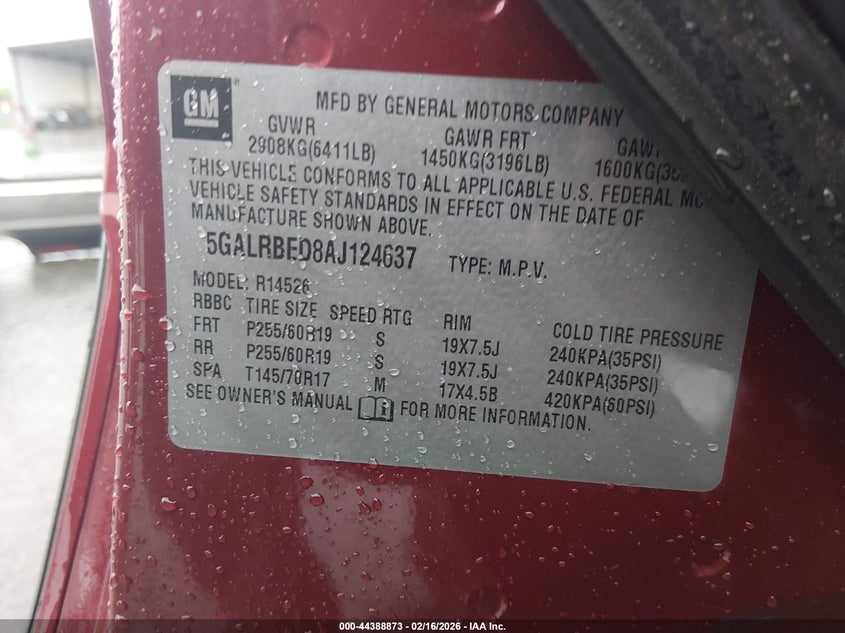 GM
MFD BY GENERAL MOTORS COMPANY
GVWR GAWR FRT
2908KG(6411LB) 1450KG(3196LB) 1600KG
THIS VEHICLE CONFORMS TO ALL APPLICABLE U.S. FEDERAL
VEHICLE SAFETY STANDARDS IN EFFECT ON THE DATE OF
MANUFACTURE SHOWN ABOVE.
5GALRBED8AJ124637 TYPE: M.P.V.
MODEL: R14526
RBBC TIRE SIZE SPEED RTG RIM COLD TIRE PRESSURE
FRT P255/60R19 S 19X7.5J 240KPA(35PSI)
RR P255/60R19 S 19X7.5J 240KPA(35PSI)
SPA T145/70R17 M 17X4.5B 420KPA(60PSI)
SEE OWNER'S MANUAL FOR MORE INFORMATION.
000-44388873 - 02/16/2026 - IAA Inc.